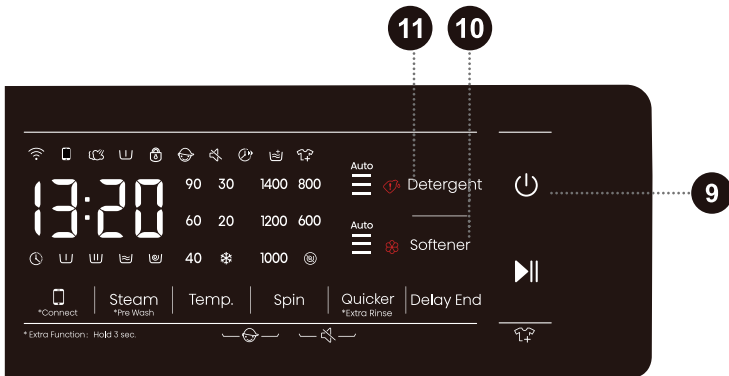 11 10
Auto
90 30 1400 800
Detergent
13:20
9
60 20 1200 600
Auto
Softener
40 1000
Steam Temp. Spin Quicker Delay End
*Connect *Pre Wash *Extra Rinse
* Extra Function: Hold 3 sec.